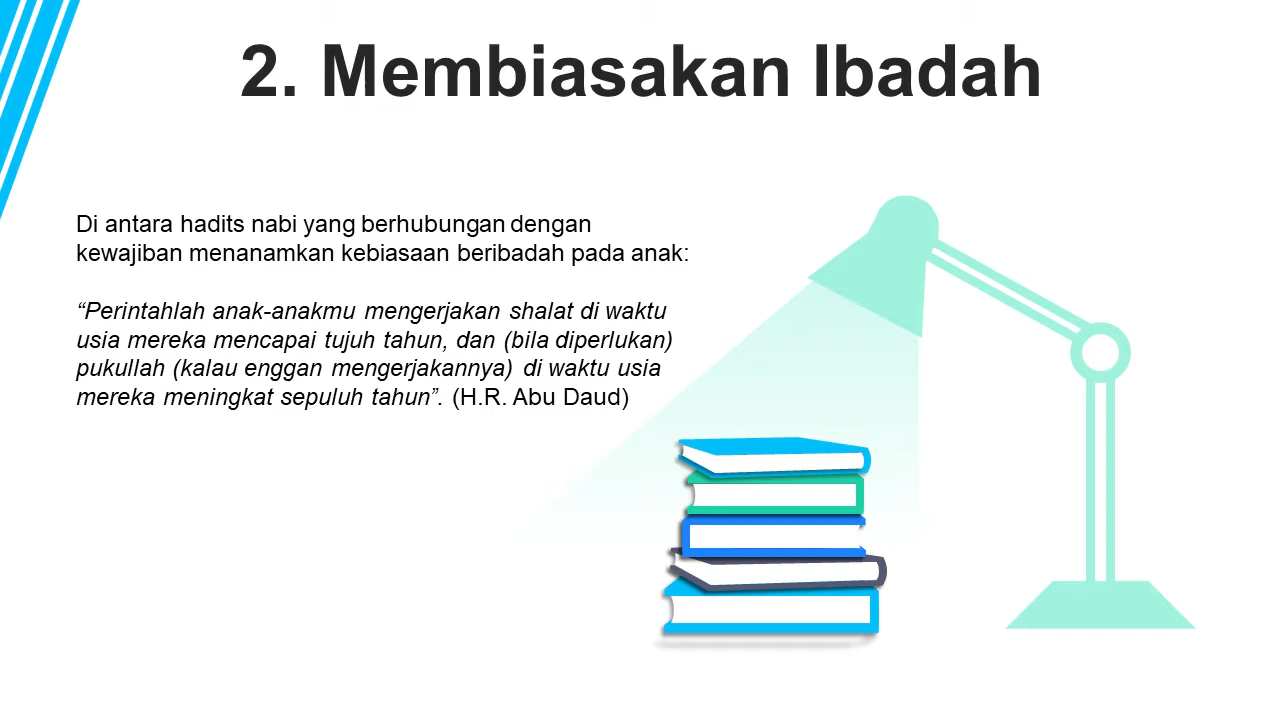 2. Membiasakan Ibadah
Di antara hadits nabi yang berhubungan dengan
kewajiban menanamkan kebiasaan beribadah pada anak:
“Perintahlah anak-anakmu mengerjakan shalat di waktu
usia mereka mencapai tujuh tahun, dan (bila diperlukan)
pukullah (kalau enggan mengerjakannya) di waktu usia
mereka meningkat sepuluh tahun”. (H.R. Abu Daud)